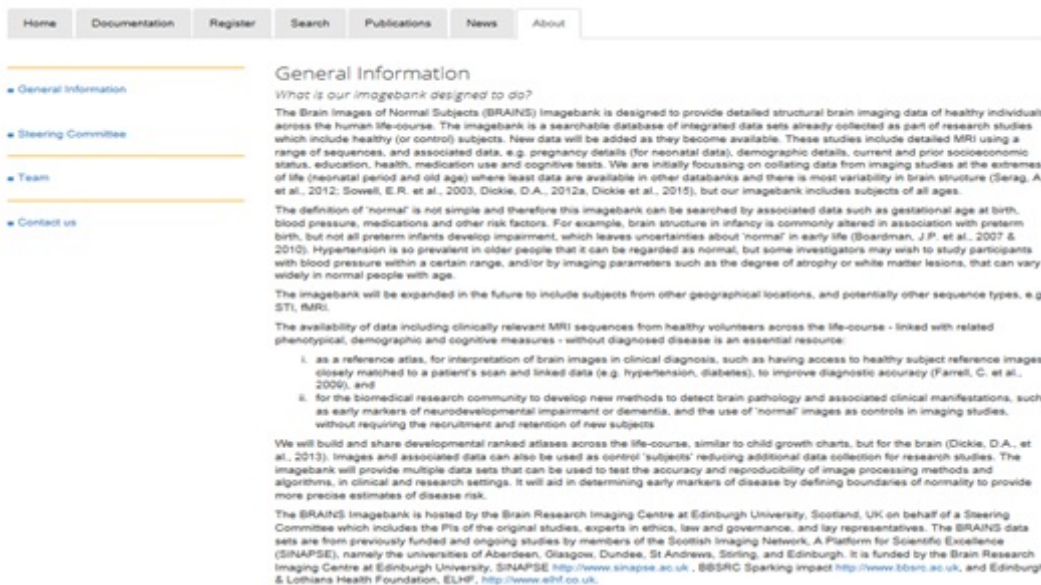 Home Documentation Register Search Publications News About
General Information
Steering Committee
Team
Contact us
General Information
What is our imagebank designed to do?
The Brain Images of Normal Subjects (BRAINS) Imagebank is designed to provide detailed structural brain imaging data of healthy individuals
across the human life-course. The imagebank is a searchable database of integrated data sets already collected as part of research studies
which include healthy (or control) subjects. New data will be added as they become available. These studies include detailed MRI using a
range of sequences, and associated data, e.g. pregnancy details (for neonatal data), demographic details, current and prior socioeconomic
status, education, health, medication use and cognitive tests. We are initially focussing on collating data from imaging studies at the extremes
of life (neonatal period and old age) where least data are available in other databanks and there is most variability in brain structure (Serag, A
et al., 2012; Sowell, E.R. et al., 2003, Dickie, D.A., 2012a, Dickie et al., 2015), but our imagebank includes subjects of all ages.
The definition of 'normal' is not simple and therefore this imagebank can be searched by associated data such as gestational age at birth,
blood pressure, medications and other risk factors. For example, brain structure in infancy is commonly altered in association with preterm
birth, but not all preterm infants develop impairment, which leaves uncertainties about 'normal' in early life (Boardman, J.P. et al., 2007 &
2010). Hypertension is so prevalent in older people that it can be regarded as normal, but some investigators may wish to study participants
with blood pressure within a certain range, and/or by imaging parameters such as the degree of atrophy or white matter lesions, that can vary
widely in normal people with age.
The imagebank will be expanded in the future to include subjects from other geographical locations, and potentially other sequence types, e.g
STI, fMRI.
The availability of data including clinically relevant MRI sequences from healthy volunteers across the life-course - linked with related
phenotypical, demographic and cognitive measures - without diagnosed disease is an essential resource:
i. as a reference atlas, for interpretation of brain images in clinical diagnosis, such as having access to healthy subject reference images
closely matched to a patient's scan and linked data (e.g. hypertension, diabetes), to improve diagnostic accuracy (Farrell, C. et al.,
2009), and
ii. for the biomedical research community to develop new methods to detect brain pathology and associated clinical manifestations, such
as early markers of neurodevelopmental impairment or dementia, and the use of 'normal' images as controls in imaging studies,
without requiring the recruitment and retention of new subjects
We will build and share developmental ranked atlases across the life-course, similar to child growth charts, but for the brain (Dickie, D.A., et
al., 2013). Images and associated data can also be used as control 'subjects' reducing additional data collection for research studies. The
imagebank will provide multiple data sets that can be used to test the accuracy and reproducibility of image processing methods and
algorithms, in clinical and research settings. It will aid in determining early markers of disease by defining boundaries of normality to provide
more precise estimates of disease risk.
The BRAINS Imagebank is hosted by the Brain Research Imaging Centre at Edinburgh University, Scotland, UK on behalf of a Steering
Committee which includes the PIs of the original studies, experts in ethics, law and governance, and lay representatives. The BRAINS data
sets are from previously funded and ongoing studies by members of the Scottish Imaging Network, A Platform for Scientific Excellence
(SINAPSE), namely the universities of Aberdeen, Glasgow, Dundee, St Andrews, Stirling, and Edinburgh. It is funded by the Brain Research
Imaging Centre at Edinburgh University, SINAPSE http://www.sinapse.ac.uk , BBSRC Sparking impact http://www.bbsrc.ac.uk, and Edinburgh
& Lothians Health Foundation, ELHF, http://www.elhf.co.uk.